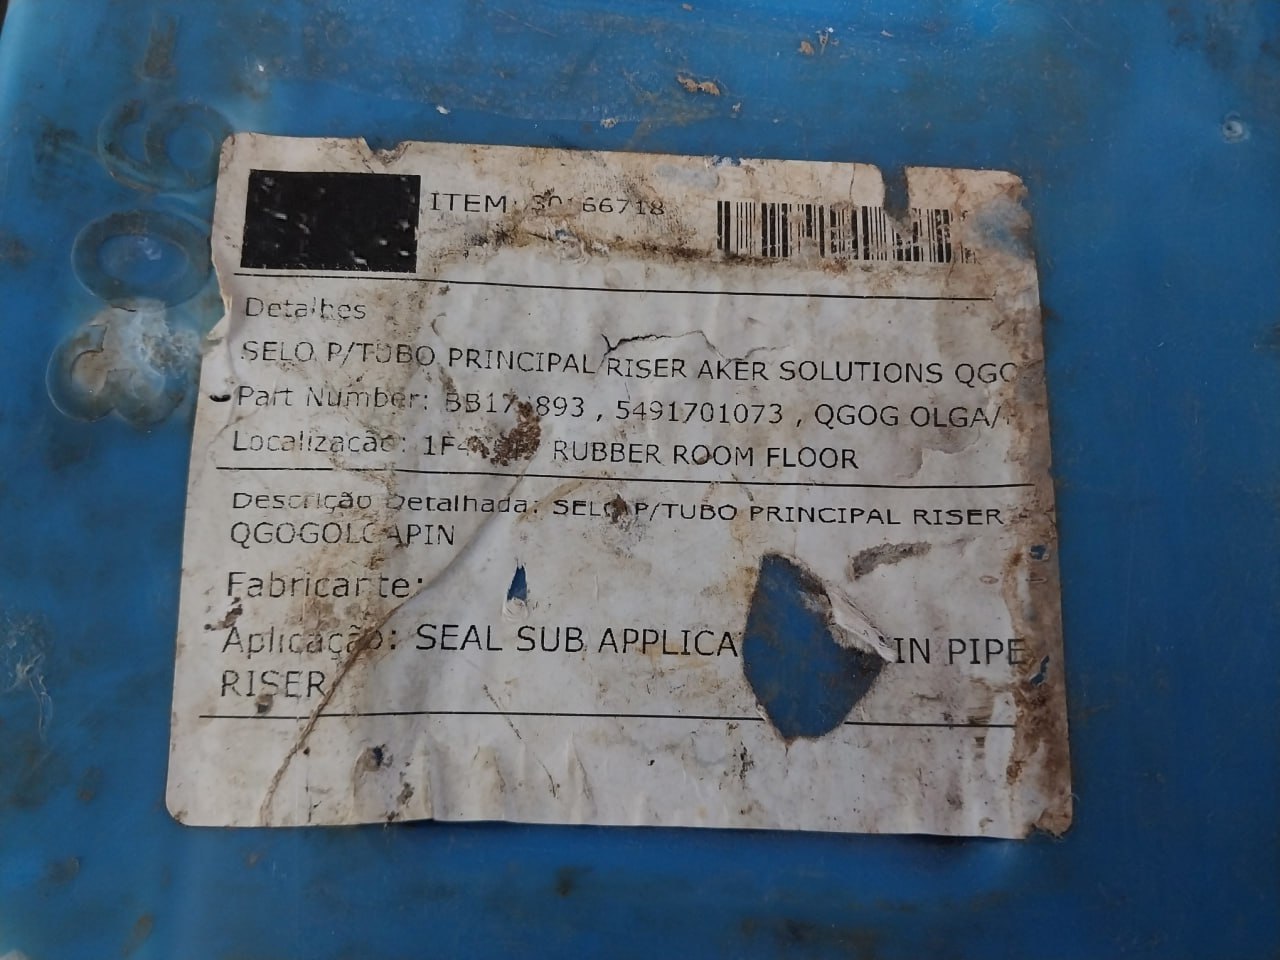 ITEM:
Detalhes
SELO P/TUBO PRINCIPAL/RISER AKER SOLUTIONS
Part Number: 5491701073 , QGOG OLGA/
Localização: RUBBER ROOM FLOOR
Descrição Detalhada: SELO P/TUBO PRINCIPAL RISER -
Fabricante:
Aplicação: SEAL SUB PIPE
RISER